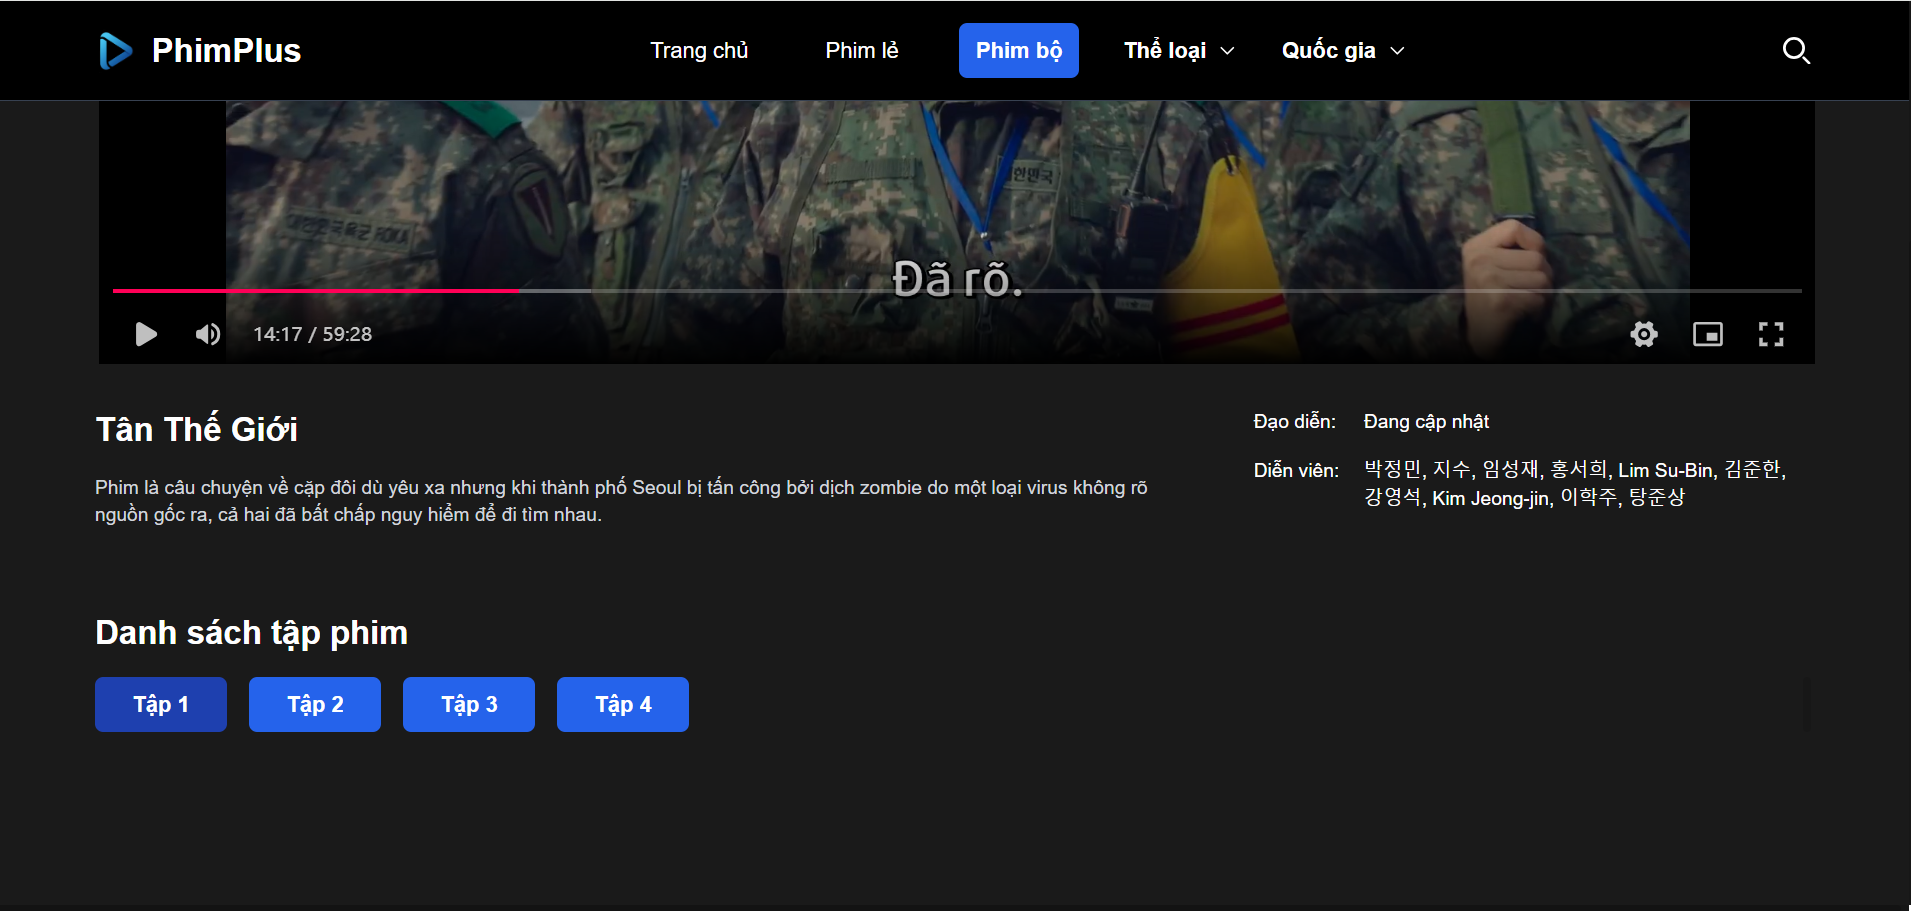 PhimPlus
Trang chủ
Phim lẻ
Phim bộ
Thể loại
Quốc gia
대한민국
대한민국육군 ROKA
Đã rõ.
14:17 / 59:28
Tân Thế Giới
Phim là câu chuyện về cặp đôi dù yêu xa nhưng khi thành phố Seoul bị tấn công bởi dịch zombie do một loại virus không rõ
nguồn gốc ra, cả hai đã bất chấp nguy hiểm để đi tìm nhau.
Đạo diễn: Đang cập nhật
Diễn viên: 박정민, 지수, 임성재, 홍서희, Lim Su-Bin, 김준한,
강영석, Kim Jeong-jin, 이학주, 탕준상
Danh sách tập phim
Tập 1
Tập 2
Tập 3
Tập 4